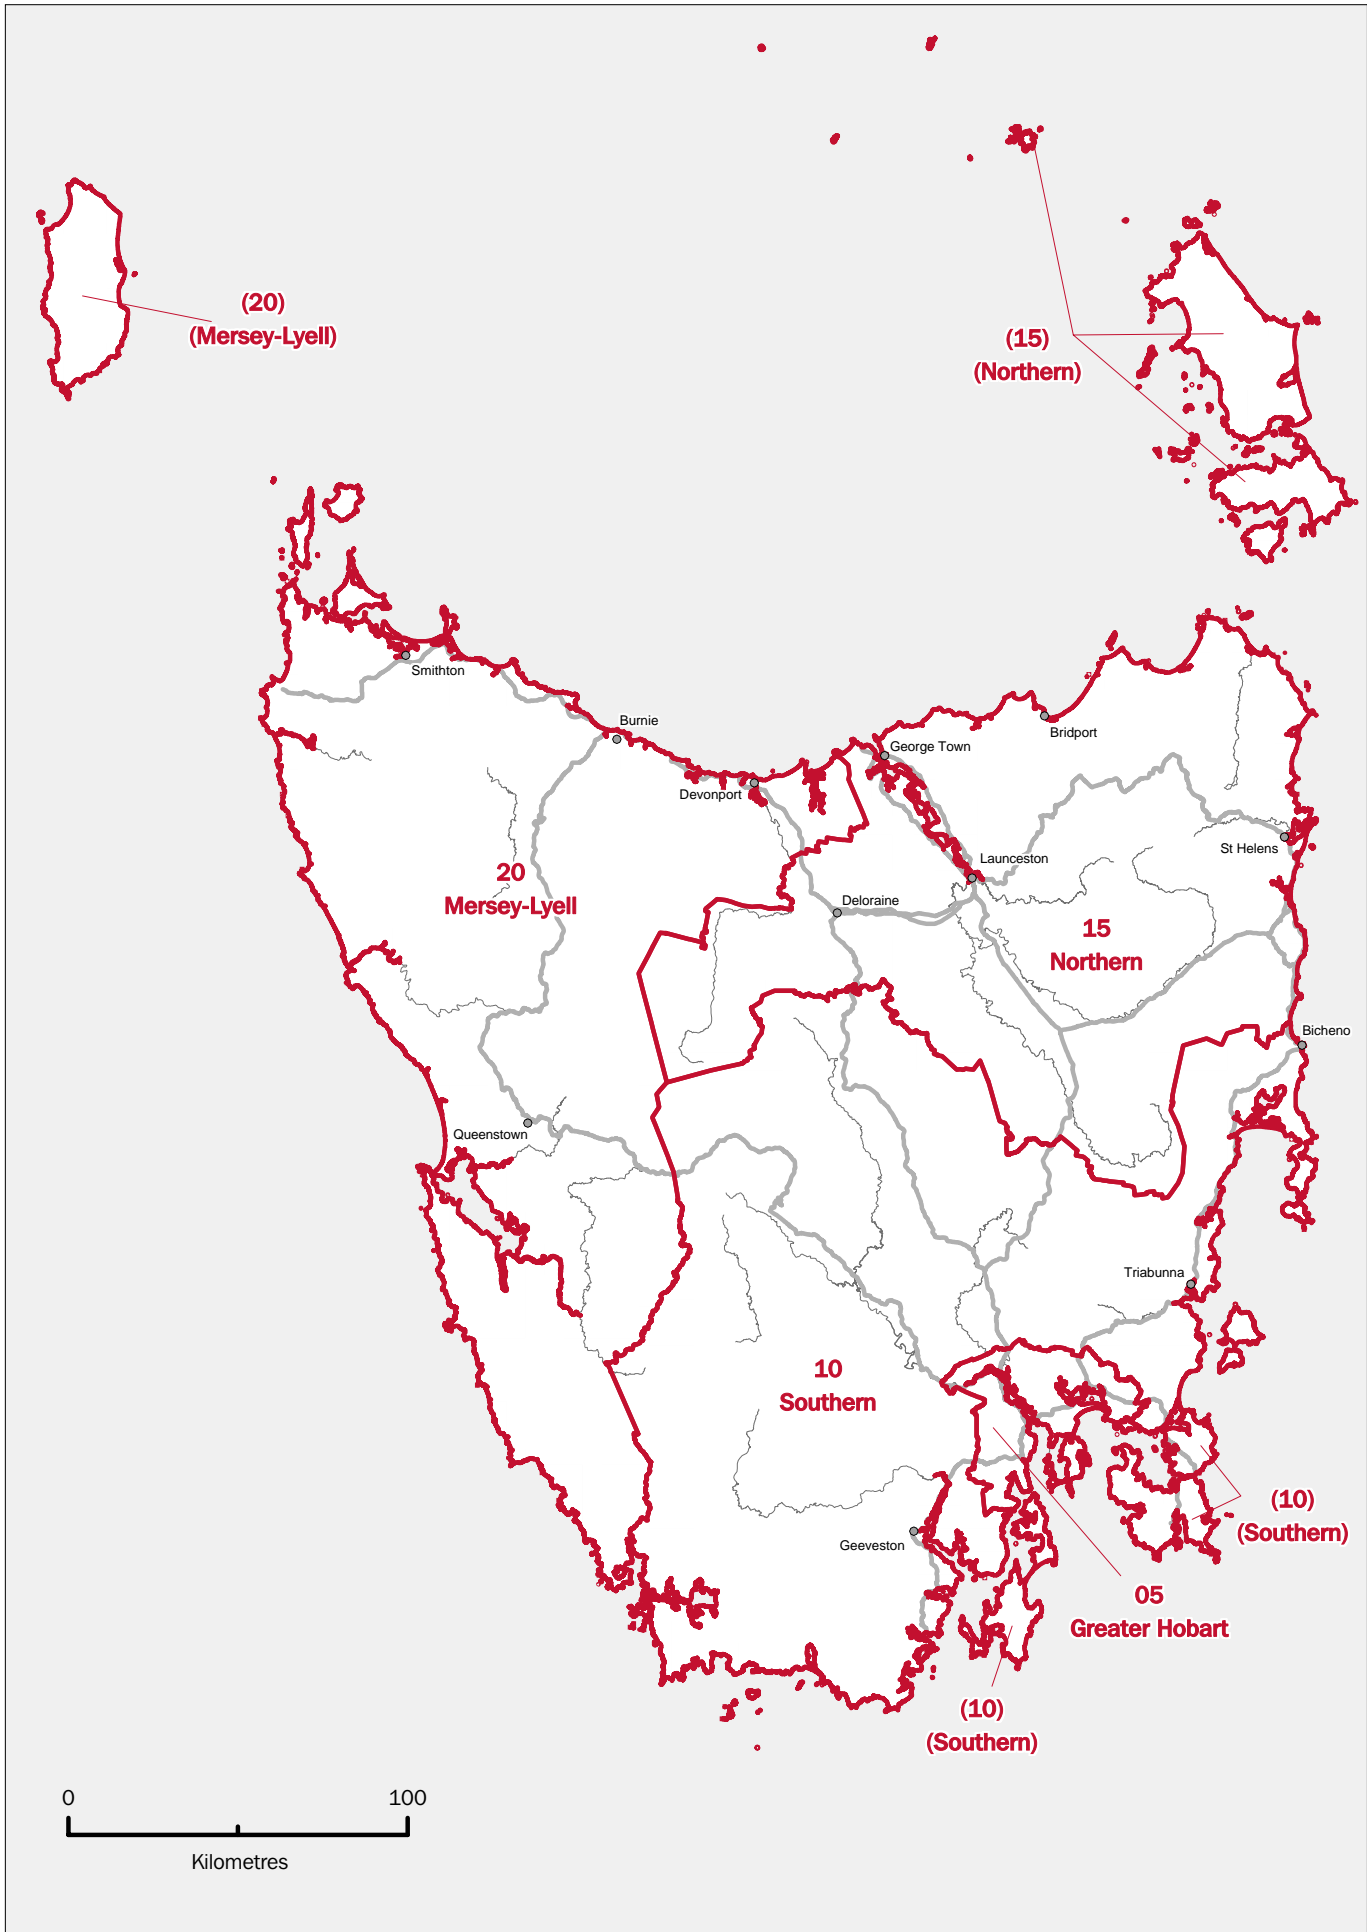 (20)
(Mersey-Lyell)
(15)
(Northern)
Smithton
Burnie
Bridport
George Town
Devonport
St Helens
Launceston
20
Mersey-Lyell
Deloraine
15
Northern
Bicheno
Queenstown
Triabunna
10
Southern
(10)
(Southern)
Geeveston
05
Greater Hobart
(10)
(Southern)
0 100
Kilometres